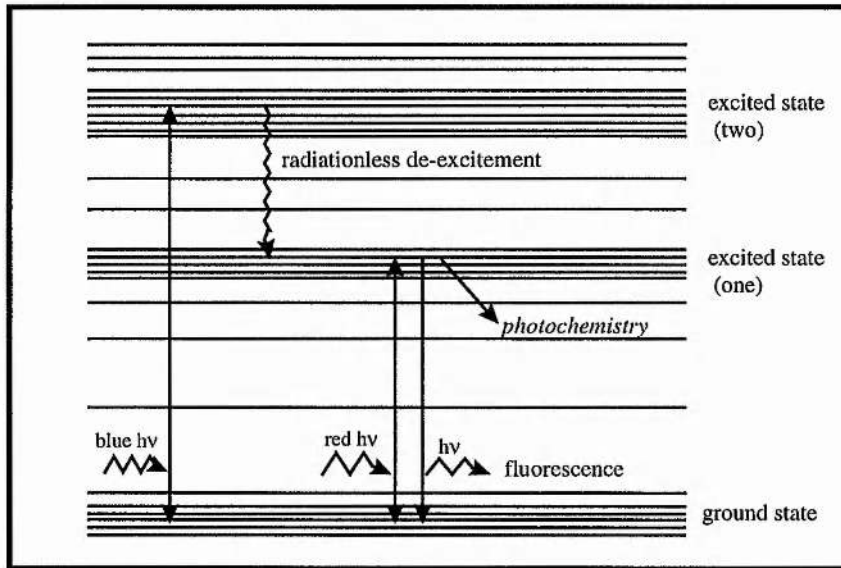 excited state
(two)
radiationless de-excitement
excited state
(one)
photochemistry
blue hν
red hν
hν
fluorescence
ground state